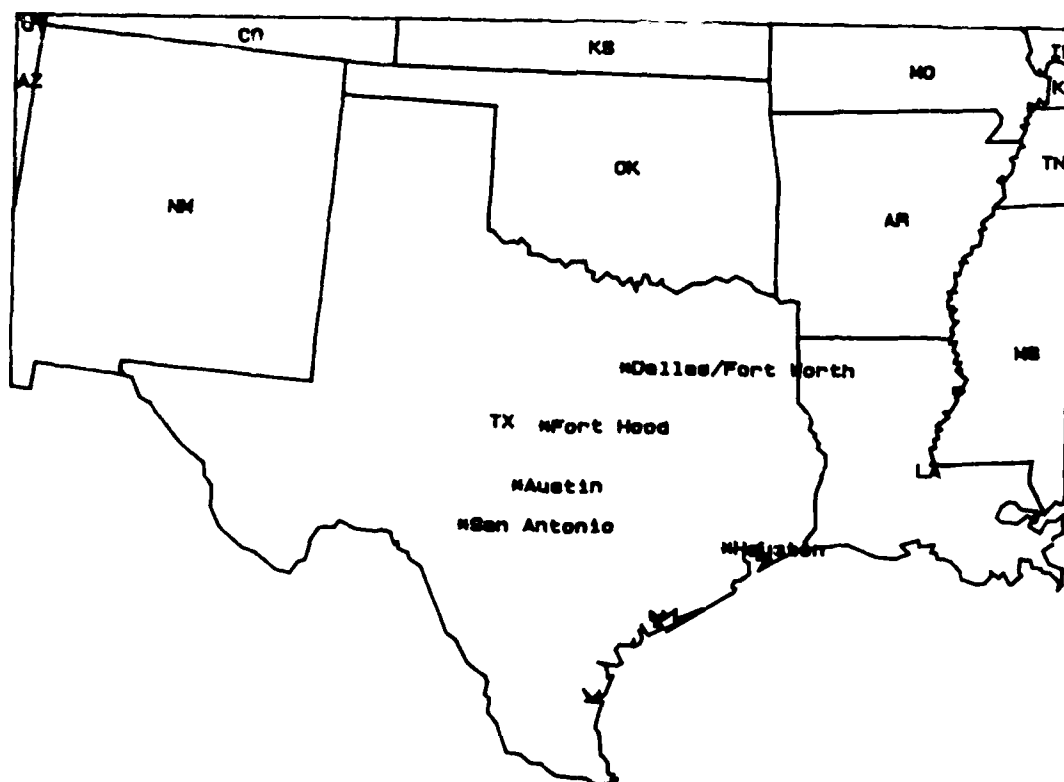 CO
KS
MO
AZ
OK
TN
NM
AR
MS
*Dallas/Fort Worth
TX *Fort Hood
LA
*Austin
*San Antonio
*Houston